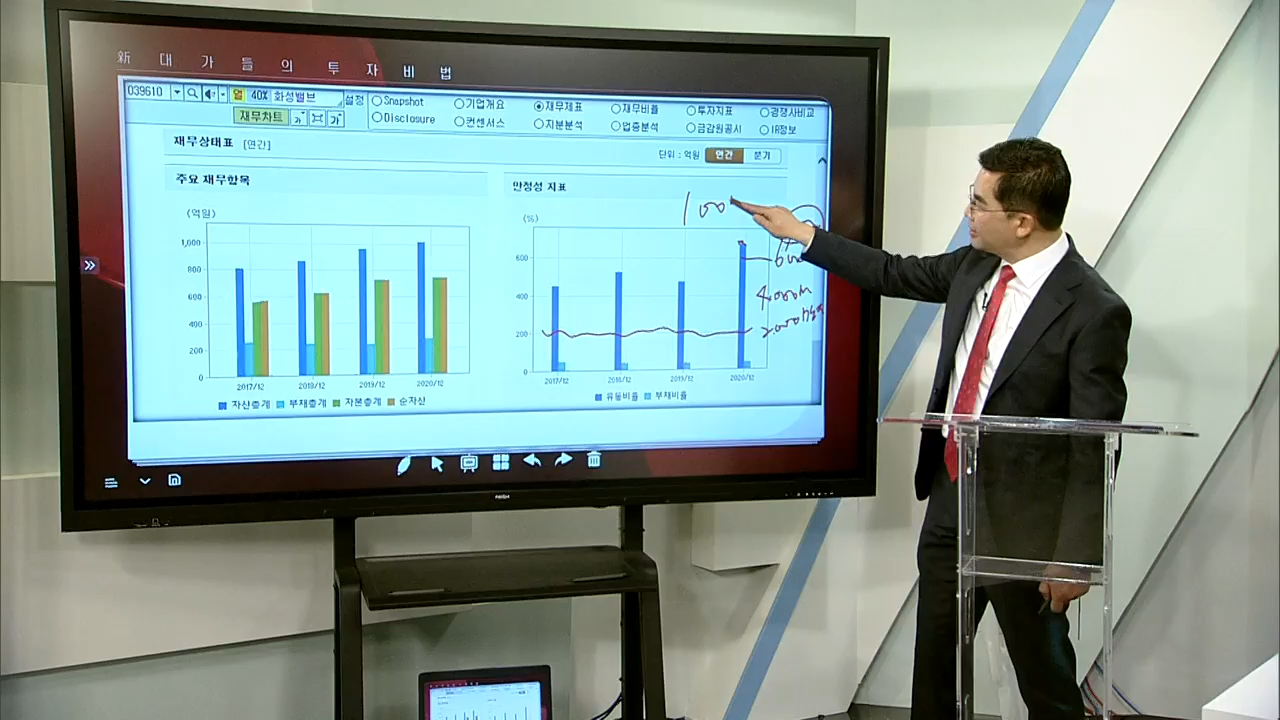 新 대 가 들 의 투 자 비 법
039610 열 40% 화성밸브 설정
재무차트
Snapshot 기업개요 재무제표 재무비율 투자지표 경쟁사비교
Disclosure 컨센서스 지분분석 업종분석 금감원공시 IR정보
재무상태표 [연간]
단위 : 억원 연간 분기
주요 재무항목
(억원)
1,000
800
600
400
200
0
2017/12 2018/12 2019/12 2020/12
자산총계 부채총계 자본총계 순자산
안정성 지표
(%)
600
400
200
0
2017/12 2018/12 2019/12 2020/12
유동비율 부채비율
100